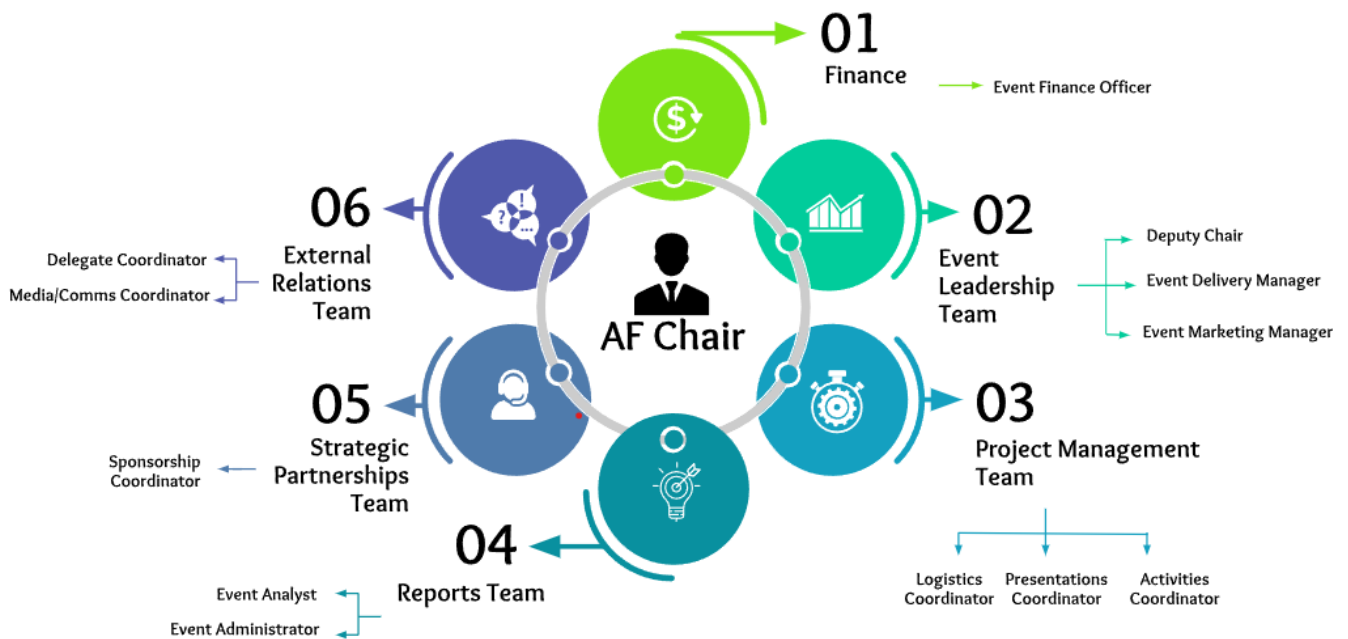 01
Finance
Event Finance Officer
02
Event
Leadership
Team
Deputy Chair
Event Delivery Manager
Event Marketing Manager
03
Project Management
Team
Logistics
Coordinator
Presentations
Coordinator
Activities
Coordinator
04
Reports Team
Event Analyst
Event Administrator
05
Strategic
Partnerships
Team
Sponsorship
Coordinator
06
External
Relations
Team
Delegate Coordinator
Media/Comms Coordinator
AF Chair
$
?
!
...